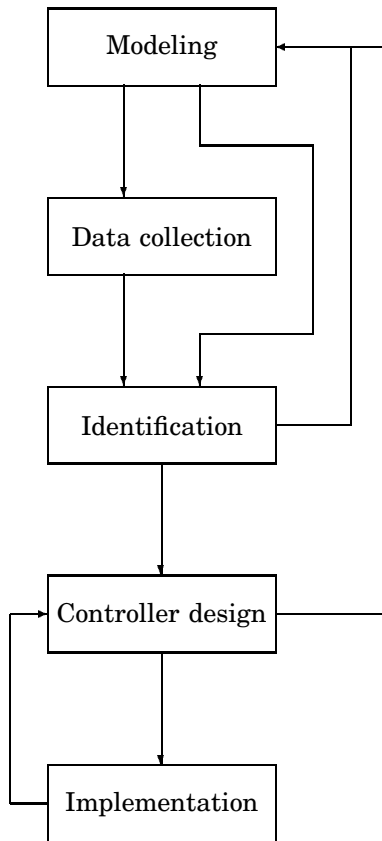 Modeling
Data collection
Identification
Controller design
Implementation